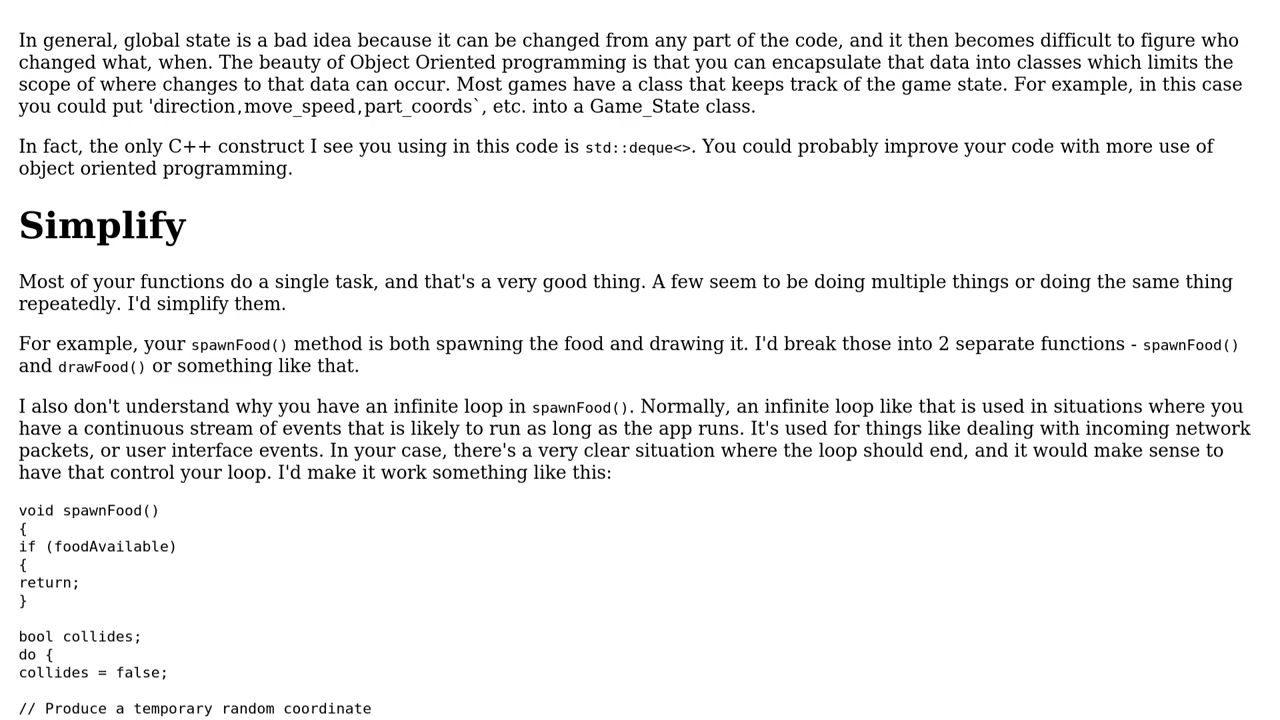 In general, global state is a bad idea because it can be changed from any part of the code, and it then becomes difficult to figure who
changed what, when. The beauty of Object Oriented programming is that you can encapsulate that data into classes which limits the
scope of where changes to that data can occur. Most games have a class that keeps track of the game state. For example, in this case
you could put 'direction,move_speed,part_coords`, etc. into a Game_State class.
In fact, the only C++ construct I see you using in this code is std::deque<>. You could probably improve your code with more use of
object oriented programming.
Simplify
Most of your functions do a single task, and that's a very good thing. A few seem to be doing multiple things or doing the same thing
repeatedly. I'd simplify them.
For example, your spawnFood() method is both spawning the food and drawing it. I'd break those into 2 separate functions - spawnFood()
and drawFood() or something like that.
I also don't understand why you have an infinite loop in spawnFood(). Normally, an infinite loop like that is used in situations where you
have a continuous stream of events that is likely to run as long as the app runs. It's used for things like dealing with incoming network
packets, or user interface events. In your case, there's a very clear situation where the loop should end, and it would make sense to
have that control your loop. I'd make it work something like this:
void spawnFood()
{
if (foodAvailable)
{
return;
}
bool collides;
do {
collides = false;
// Produce a temporary random coordinate